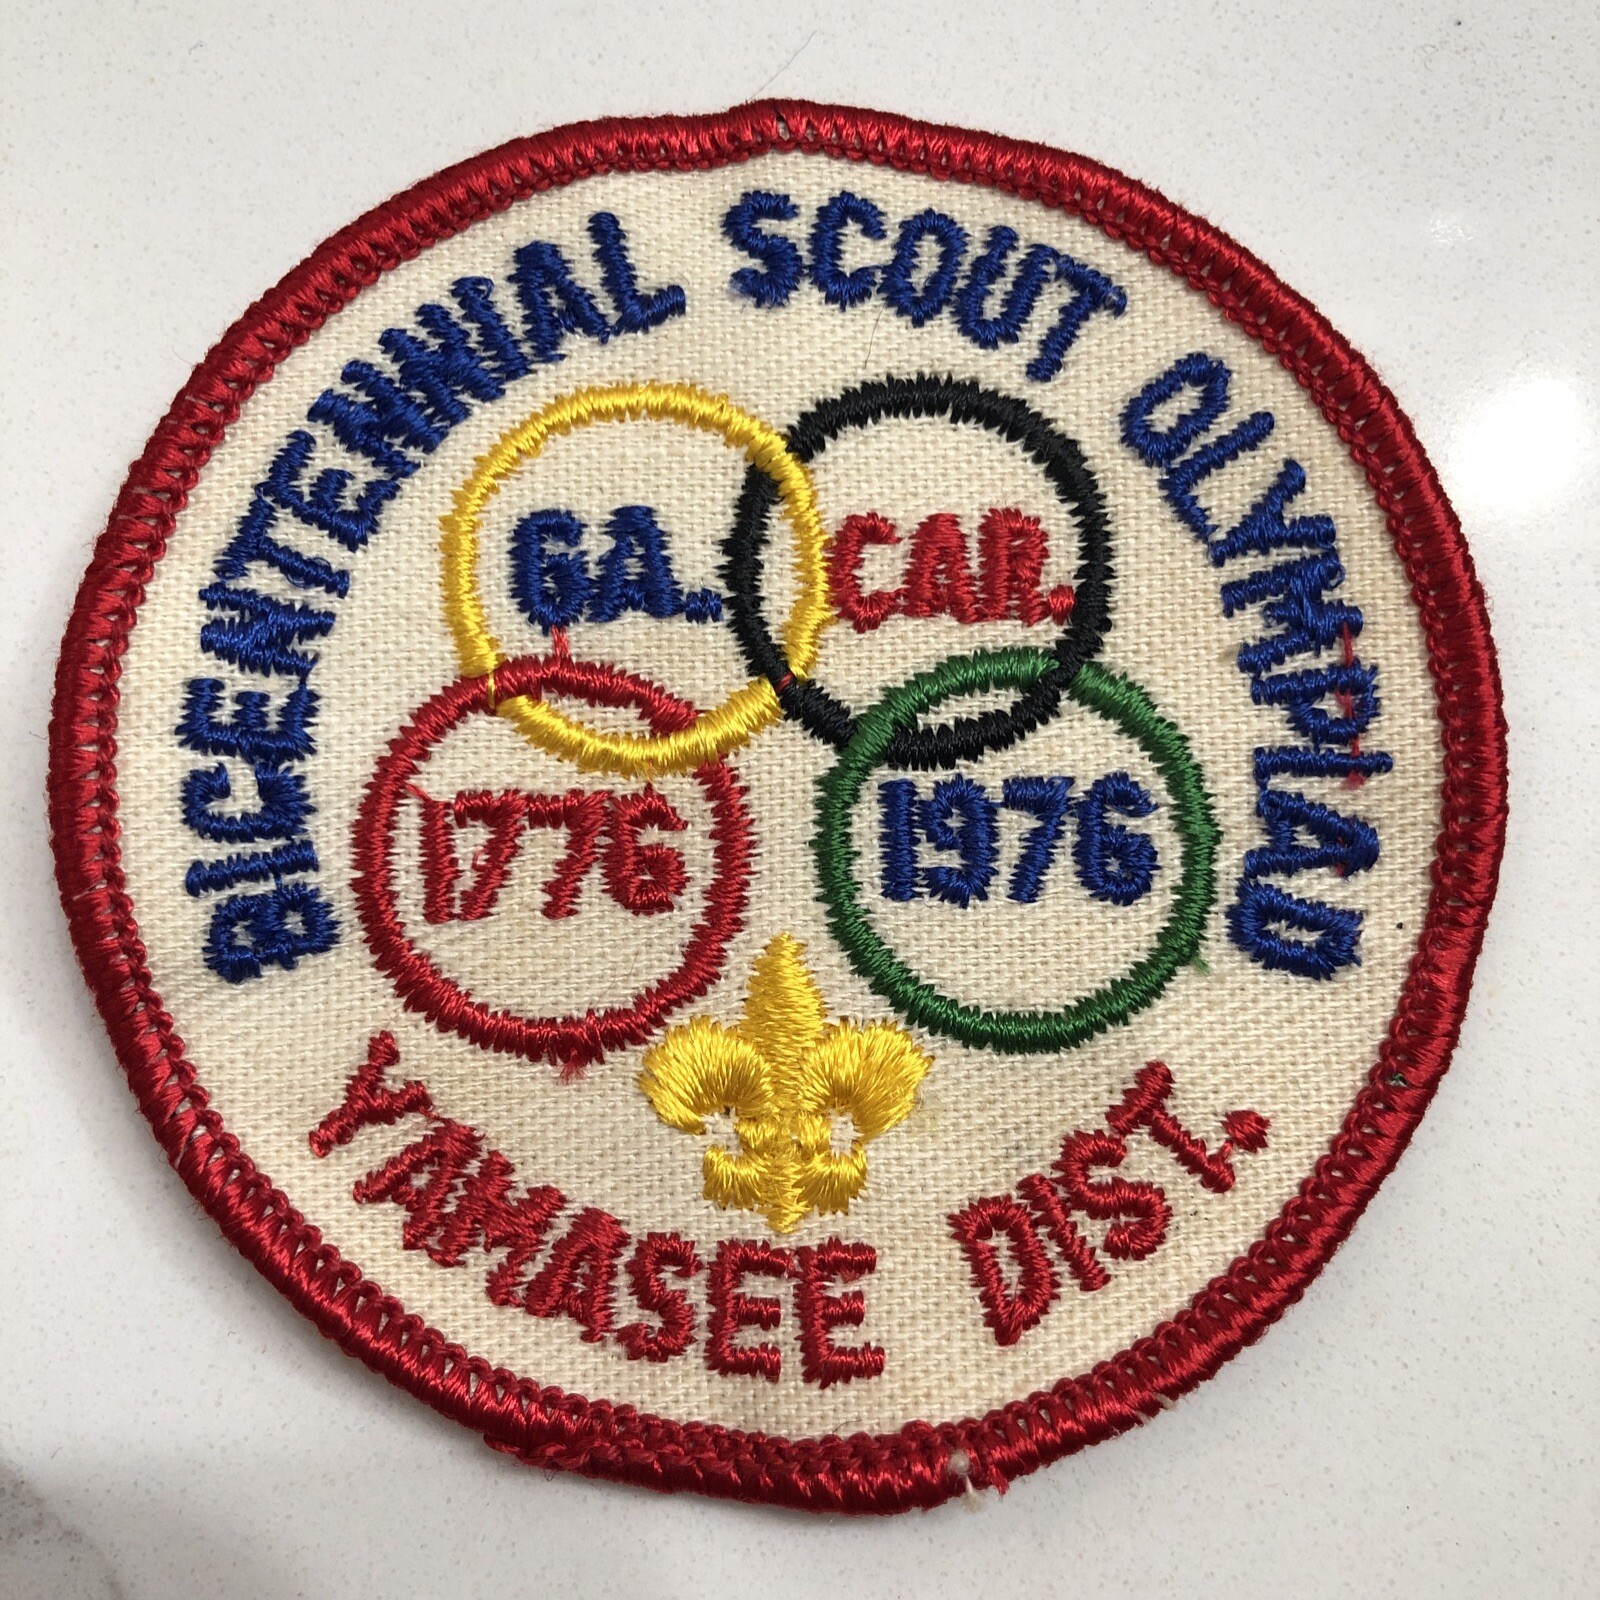 BICENTENNIAL SCOUT OLYMPIAD
GA. CAR.
1776 1976
YAMASEE DIST.